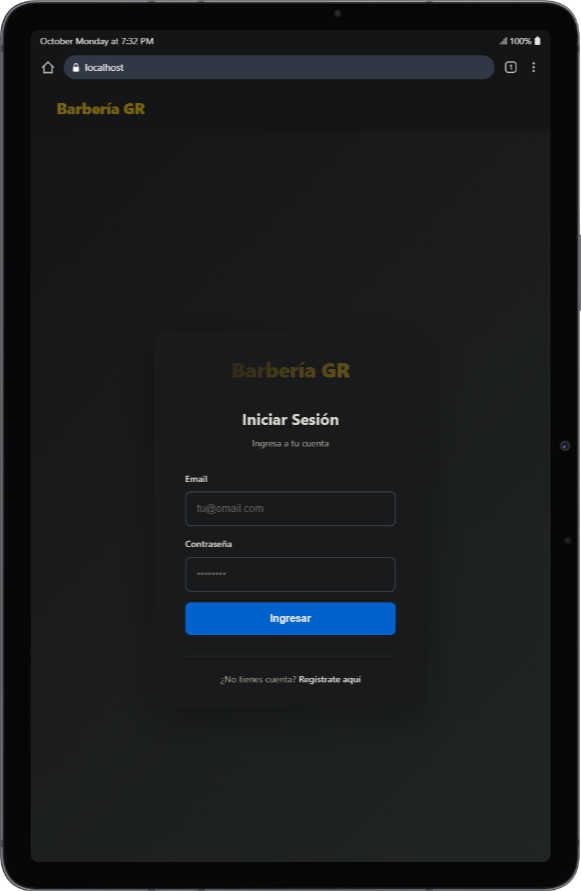 October Monday at 7:32 PM
100%
localhost
1
Barbería GR
Barbería GR
Iniciar Sesión
Ingresa a tu cuenta
Email
tu@email.com
Contraseña
••••••••
Ingresar
¿No tienes cuenta? Regístrate aquí